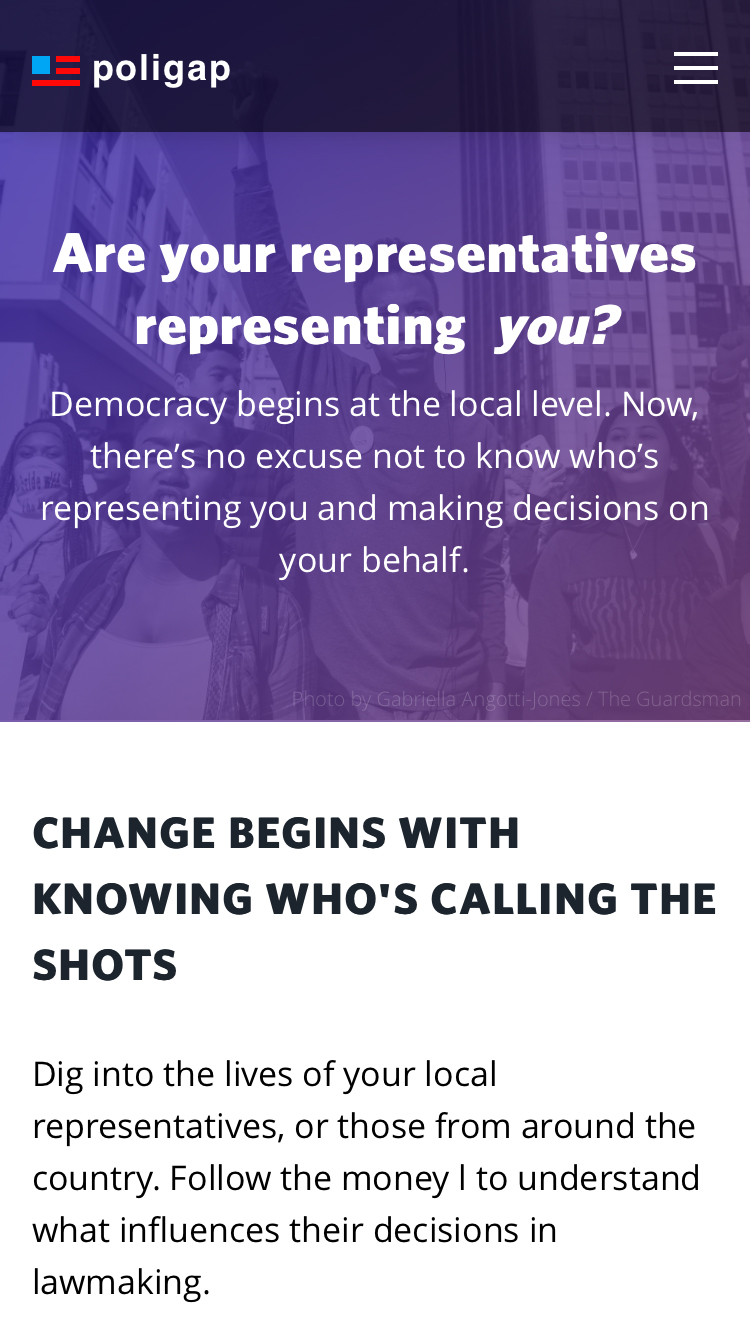 poligap
Are your representatives
representing you?
Democracy begins at the local level. Now,
there’s no excuse not to know who’s
representing you and making decisions on
your behalf.
Photo by Gabriella Angotti-Jones / The Guardsman
CHANGE BEGINS WITH
KNOWING WHO'S CALLING THE
SHOTS
Dig into the lives of your local
representatives, or those from around the
country. Follow the money l to understand
what influences their decisions in
lawmaking.